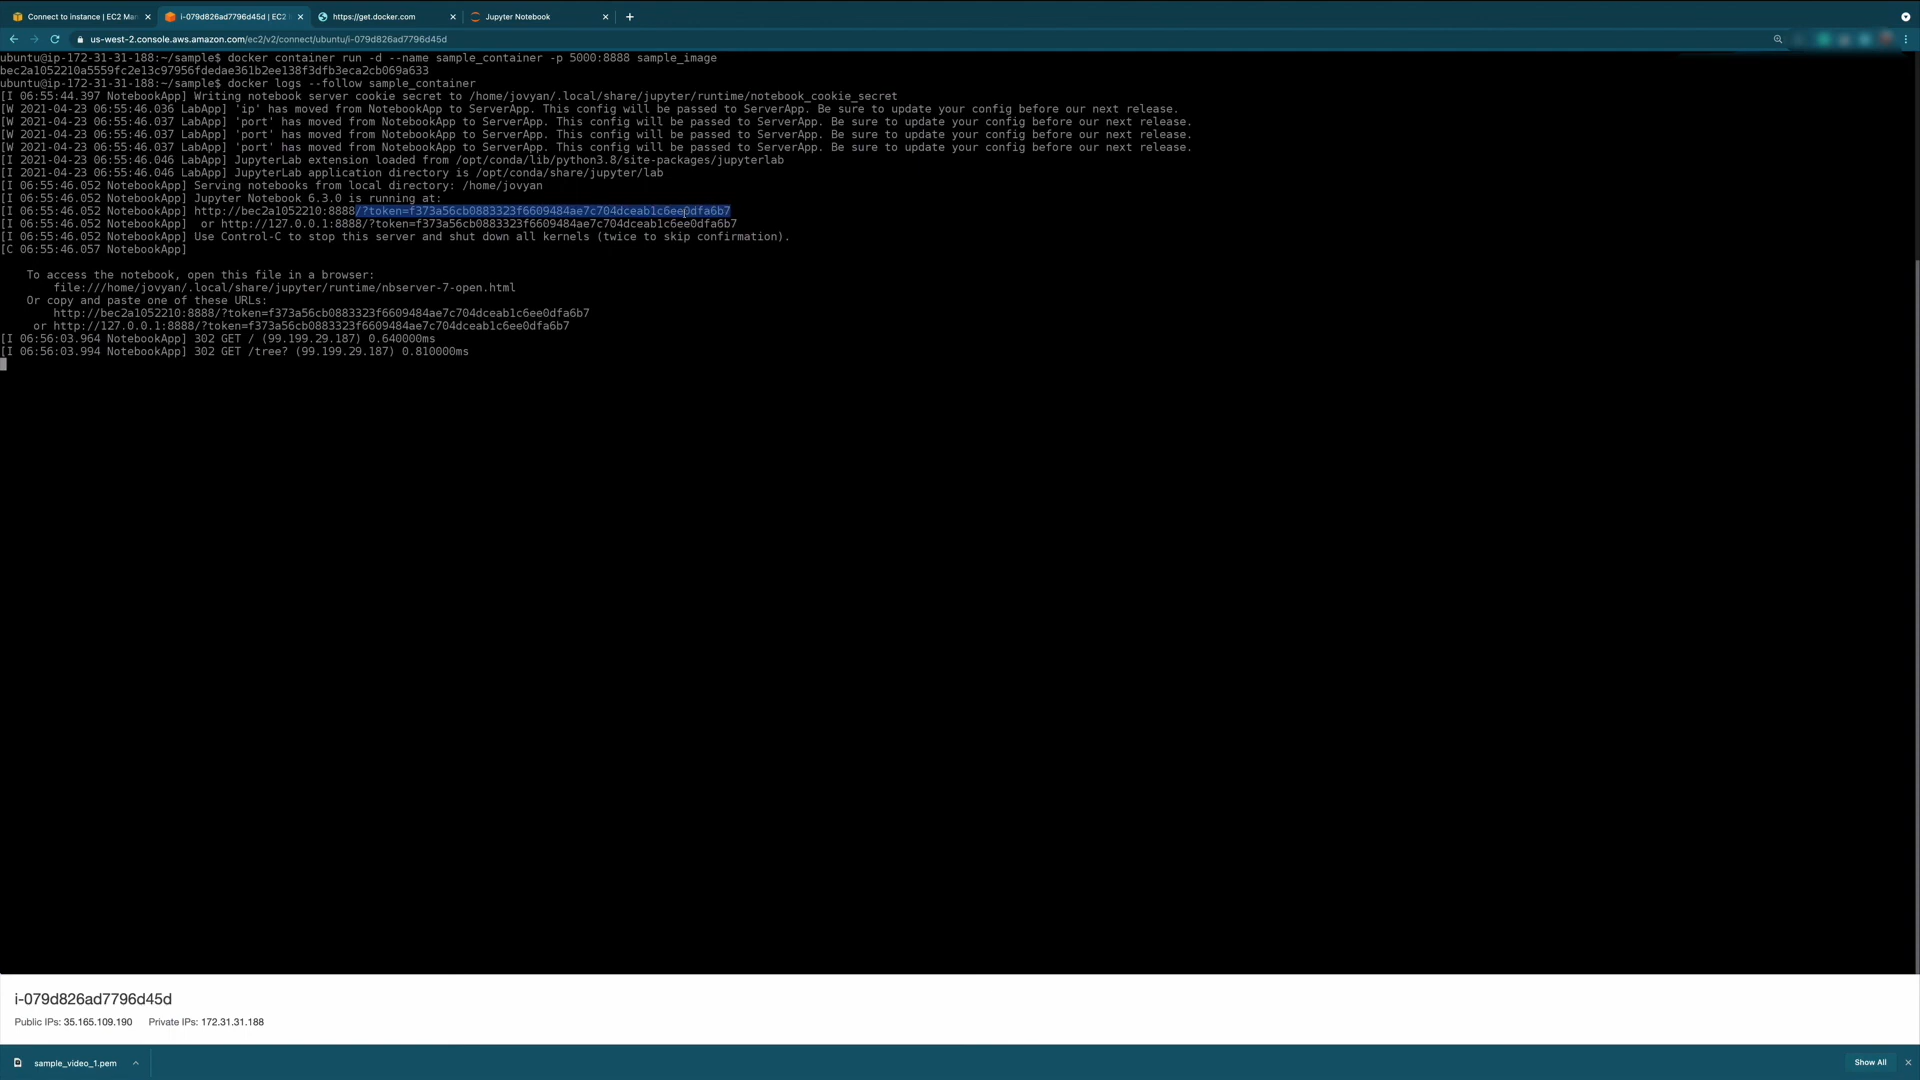 Connect to instance | EC2 Mar
i-079d826ad7796d45d | EC2
https://get.docker.com
Jupyter Notebook
us-west-2.console.aws.amazon.com/ec2/v2/connect/ubuntu/i-079d826ad7796d45d
ubuntu@ip-172-31-31-188:~/sample$ docker container run -d --name sample_container -p 5000:8888 sample_image
bec2a1052210a5559fc2e13c97956fdedae361b2ee138f3dfb3eca2cb069a633
ubuntu@ip-172-31-31-188:~/sample$ docker logs --follow sample_container
[I 06:55:44.397 NotebookApp] Writing notebook server cookie secret to /home/jovyan/.local/share/jupyter/runtime/notebook_cookie_secret
[W 2021-04-23 06:55:46.036 LabApp] 'ip' has moved from NotebookApp to ServerApp. This config will be passed to ServerApp. Be sure to update your config before our next release.
[W 2021-04-23 06:55:46.037 LabApp] 'port' has moved from NotebookApp to ServerApp. This config will be passed to ServerApp. Be sure to update your config before our next release.
[W 2021-04-23 06:55:46.037 LabApp] 'port' has moved from NotebookApp to ServerApp. This config will be passed to ServerApp. Be sure to update your config before our next release.
[W 2021-04-23 06:55:46.037 LabApp] 'port' has moved from NotebookApp to ServerApp. This config will be passed to ServerApp. Be sure to update your config before our next release.
[I 2021-04-23 06:55:46.046 LabApp] JupyterLab extension loaded from /opt/conda/lib/python3.8/site-packages/jupyterlab
[I 2021-04-23 06:55:46.046 LabApp] JupyterLab application directory is /opt/conda/share/jupyter/lab
[I 06:55:46.052 NotebookApp] Serving notebooks from local directory: /home/jovyan
[I 06:55:46.052 NotebookApp] Jupyter Notebook 6.3.0 is running at:
[I 06:55:46.052 NotebookApp] http://bec2a1052210:8888/?token=f373a56cb0883323f6609484ae7c704dceab1c6ee0dfa6b7
[I 06:55:46.052 NotebookApp]  or http://127.0.0.1:8888/?token=f373a56cb0883323f6609484ae7c704dceab1c6ee0dfa6b7
[I 06:55:46.052 NotebookApp] Use Control-C to stop this server and shut down all kernels (twice to skip confirmation).
[C 06:55:46.057 NotebookApp]
To access the notebook, open this file in a browser:
file:///home/jovyan/.local/share/jupyter/runtime/nbserver-7-open.html
Or copy and paste one of these URLs:
http://bec2a1052210:8888/?token=f373a56cb0883323f6609484ae7c704dceab1c6ee0dfa6b7
or http://127.0.0.1:8888/?token=f373a56cb0883323f6609484ae7c704dceab1c6ee0dfa6b7
[I 06:56:03.964 NotebookApp] 302 GET / (99.199.29.187) 0.640000ms
[I 06:56:03.994 NotebookApp] 302 GET /tree? (99.199.29.187) 0.810000ms
i-079d826ad7796d45d
Public IPs: 35.165.109.190 Private IPs: 172.31.31.188
sample_video_1.pem
Show All